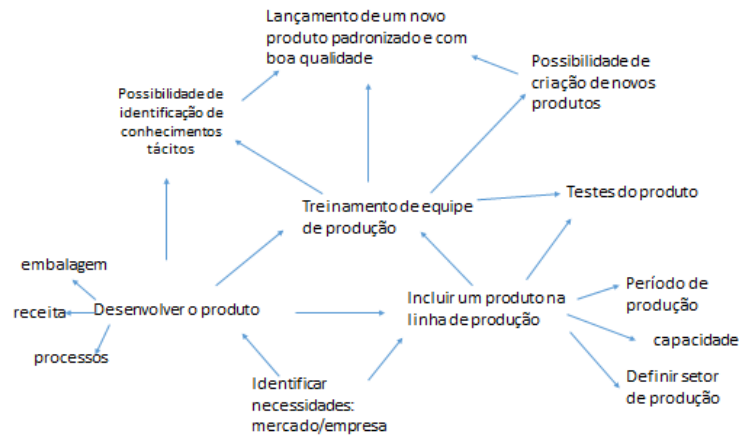 Lançamento de um novo
produto padronizado e com
boa qualidade
Possibilidade de
criação de novos
produtos
Possibilidade de
identificação de
conhecimentos
tácitos
Treinamento de equipe
de produção
Testes do produto
embalagem
receita
processos
Desenvolver o produto
Incluir um produto na
linha de produção
Período de
produção
capacidade
Definir setor
de produção
Identificar
necessidades:
mercado/empresa